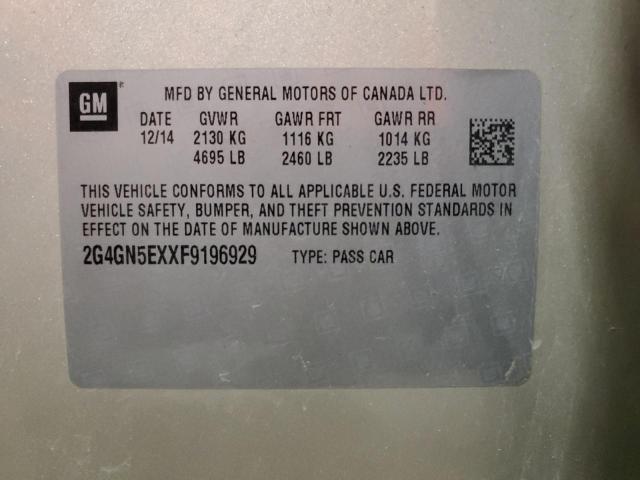 GM
MFD BY GENERAL MOTORS OF CANADA LTD.
DATE GVWR GAWR FRT GAWR RR
12/14 2130 KG 1116 KG 1014 KG
4695 LB 2460 LB 2235 LB
THIS VEHICLE CONFORMS TO ALL APPLICABLE U.S. FEDERAL MOTOR
VEHICLE SAFETY, BUMPER, AND THEFT PREVENTION STANDARDS IN
EFFECT ON THE DATE OF MANUFACTURE SHOWN ABOVE.
2G4GN5EXXF9196929 TYPE: PASS CAR